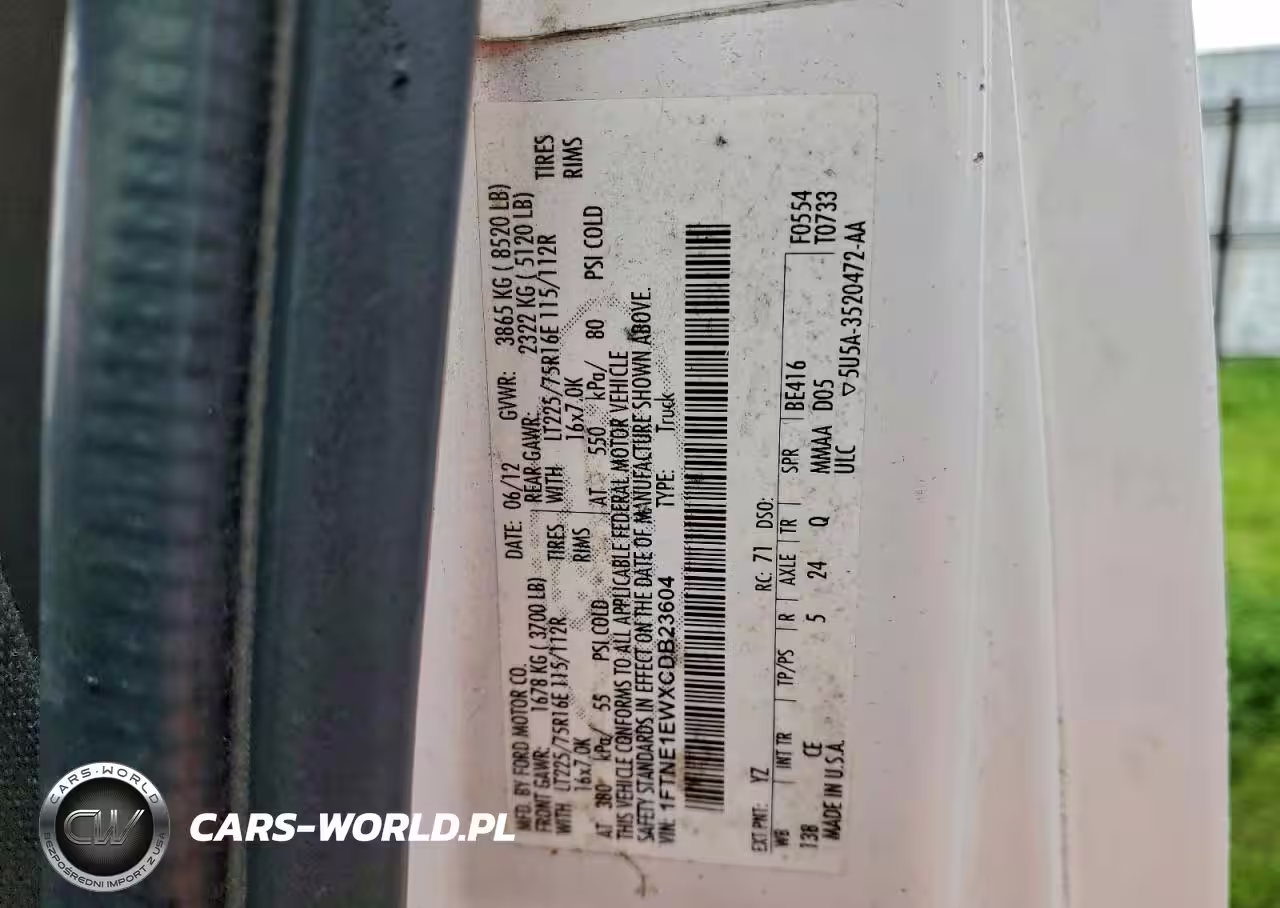 MFD. BY FORD MOTOR CO.
DATE: 06/12 GVWR: 3865 KG ( 8520 LB)
FRONT GAWR: 1678 KG ( 3700 LB) REAR GAWR: 2322 KG ( 5120 LB)
WITH LT225/75R16E 115/112R TIRES WITH LT225/75R16E 115/112R TIRES
16x7.0K RIMS 16x7.0K RIMS
AT 380 kPa/ 55 PSI COLD AT 550 kPa/ 80 PSI COLD
THIS VEHICLE CONFORMS TO ALL APPLICABLE FEDERAL MOTOR VEHICLE
SAFETY STANDARDS IN EFFECT ON THE DATE OF MANUFACTURE SHOWN ABOVE.
VIN: 1FTNE1EWXCDB23604 TYPE: Truck
EXT PNT: YZ RC: 71 DSO:
WB INT TR TP/PS R AXLE TR SPR BE416 F0554
138 CE 5 24 Q MMAA D05 T0733
MADE IN U.S.A. ULC ▽5U5A-3520472-AA
CARS-WORLD
CW
BEZPOŚREDNI IMPORT Z USA
CARS-WORLD.PL